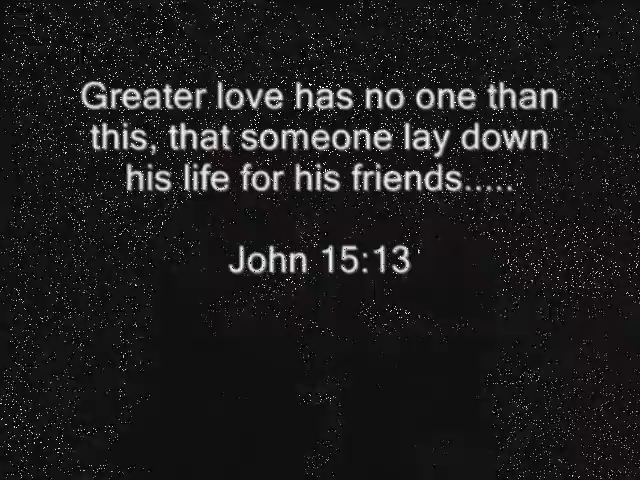 Greater love has no one than
this, that someone lay down
his life for his friends.....
John 15:13